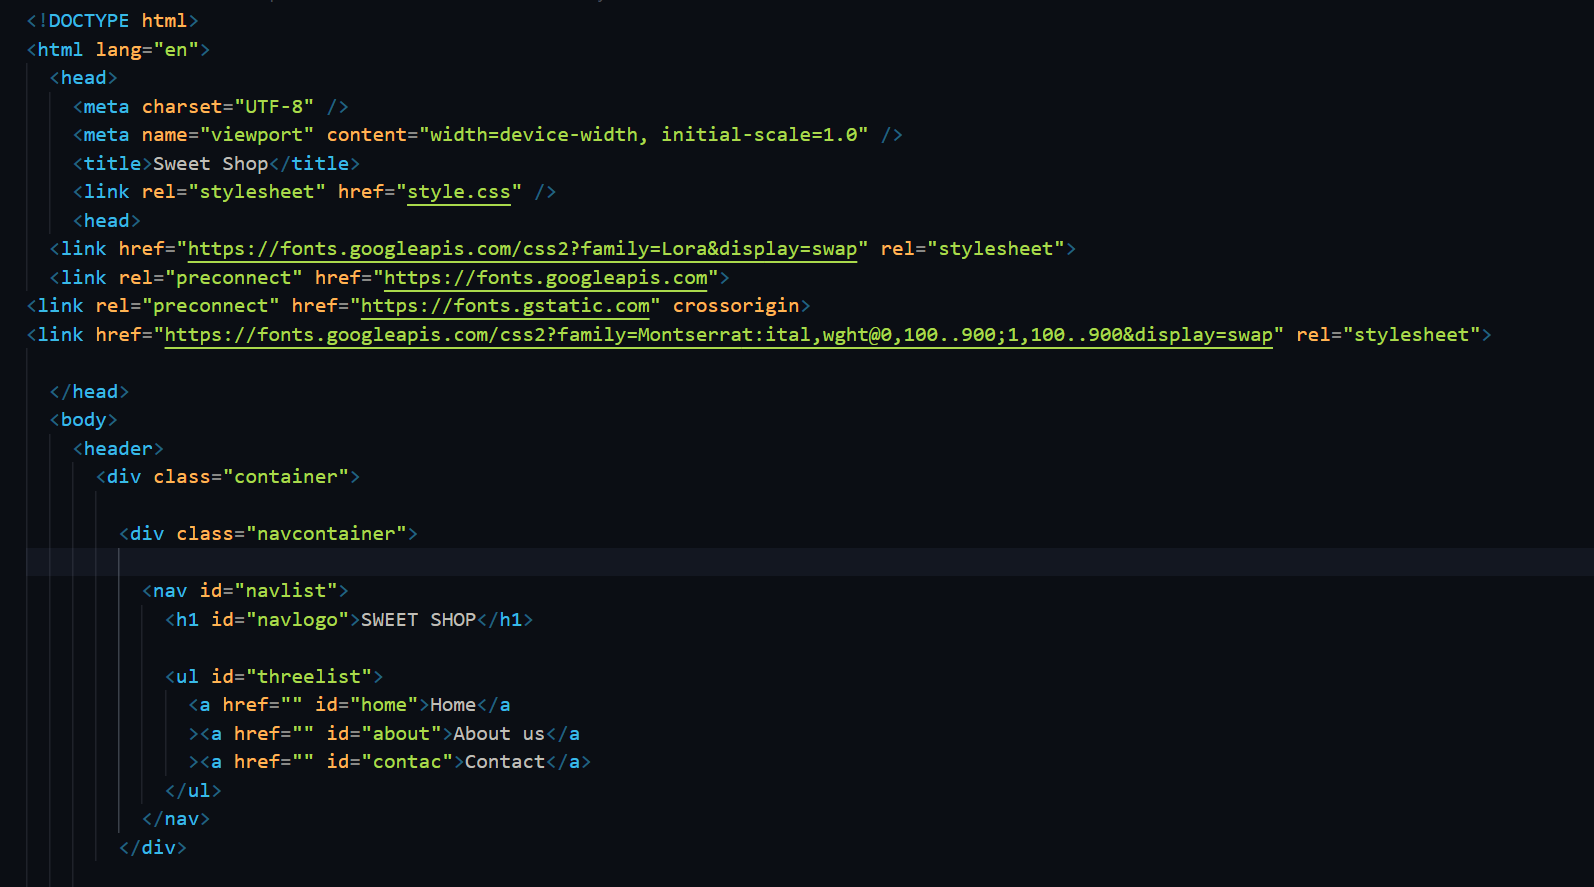 <!DOCTYPE html>
<html lang="en">
<head>
<meta charset="UTF-8" />
<meta name="viewport" content="width=device-width, initial-scale=1.0" />
<title>Sweet Shop</title>
<link rel="stylesheet" href="style.css" />
<head>
<link href="https://fonts.googleapis.com/css2?family=Lora&display=swap" rel="stylesheet">
<link rel="preconnect" href="https://fonts.googleapis.com">
<link rel="preconnect" href="https://fonts.gstatic.com" crossorigin>
<link href="https://fonts.googleapis.com/css2?family=Montserrat:ital,wght@0,100..900;1,100..900&display=swap" rel="stylesheet">
</head>
<body>
<header>
<div class="container">
<div class="navcontainer">
<nav id="navlist">
<h1 id="navlogo">SWEET SHOP</h1>
<ul id="threelist">
<a href="" id="home">Home</a
><a href="" id="about">About us</a
><a href="" id="contac">Contact</a>
</ul>
</nav>
</div>